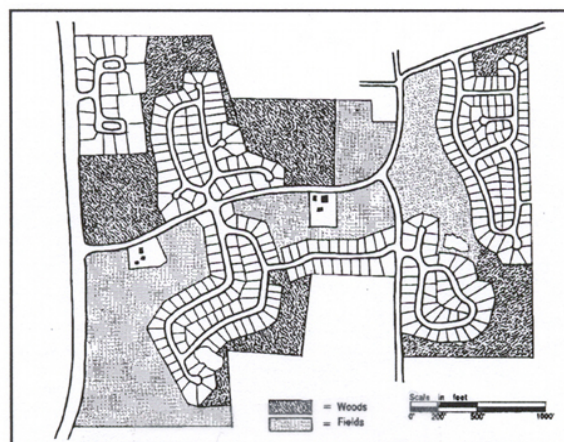 = Woods
= Fields
Scale in feet
0' 200' 500' 1000'